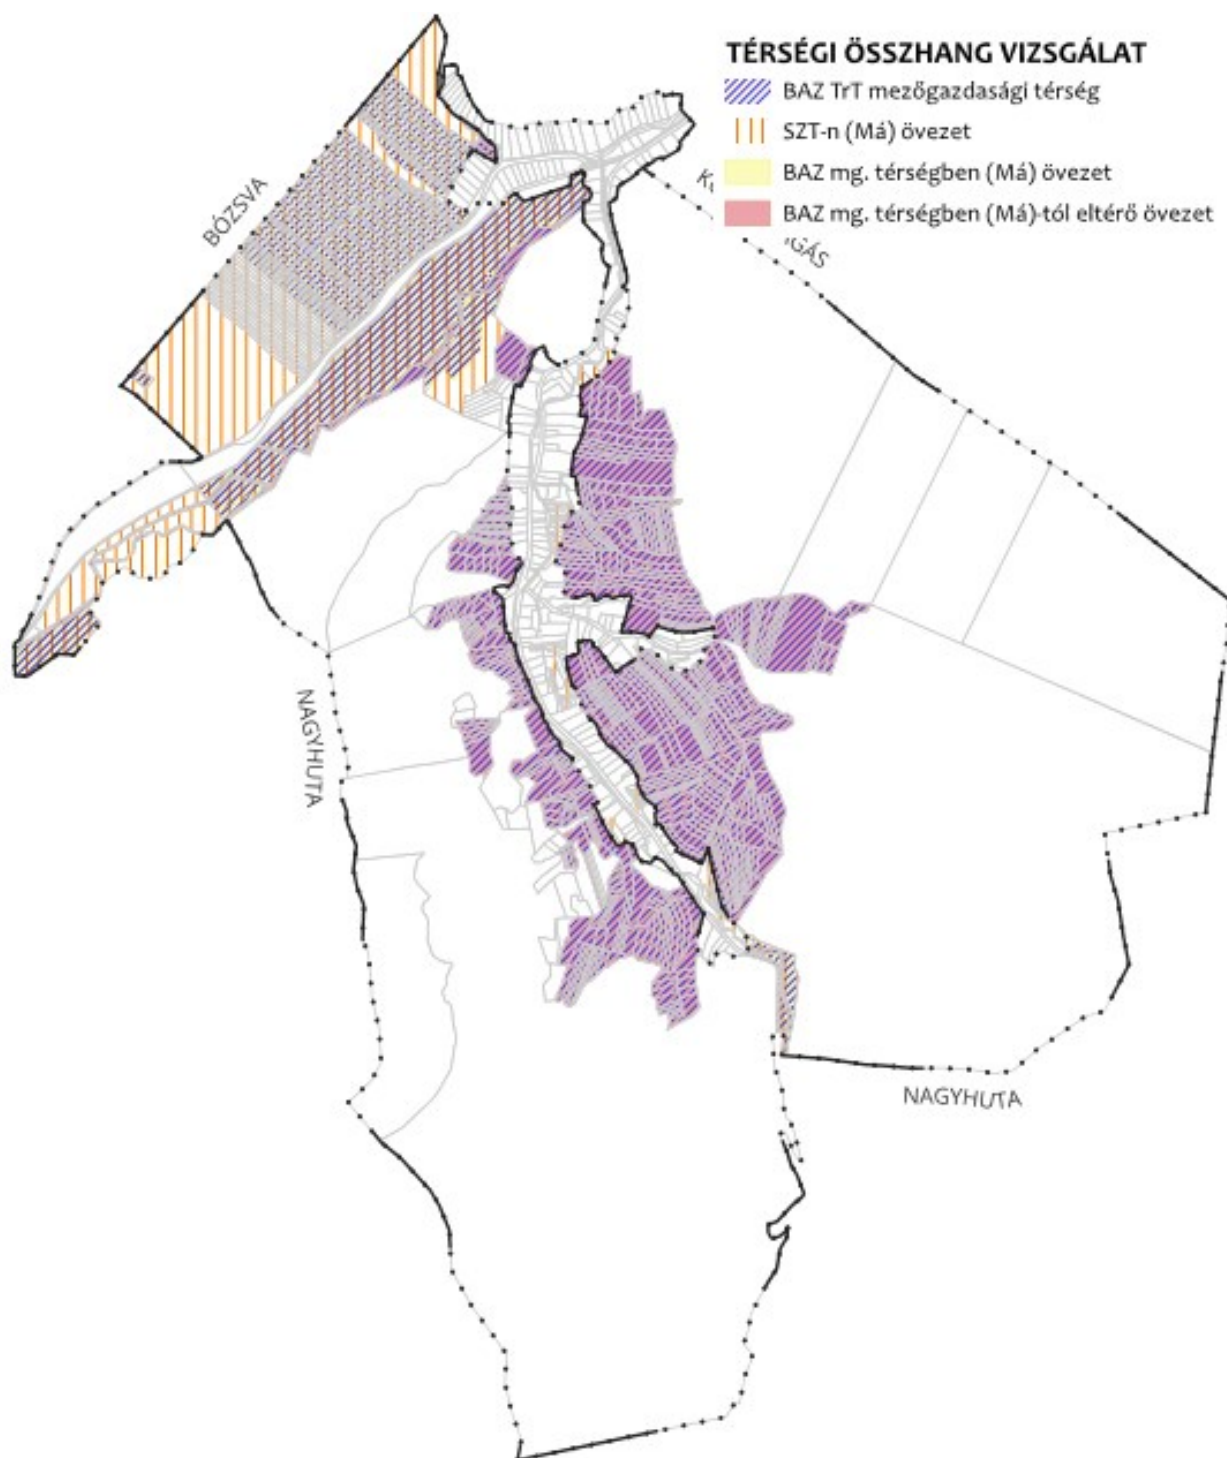 TÉRSÉGI ÖSSZHANG VIZSGÁLAT
BAZ TrT mezőgazdasági térség
SZT-n (Má) övezet
BAZ mg. térségben (Má) övezet
BAZ mg. térségben (Má)-tól eltérő övezet
BÓZSVA
NAGYHUTA
NAGYHUTA